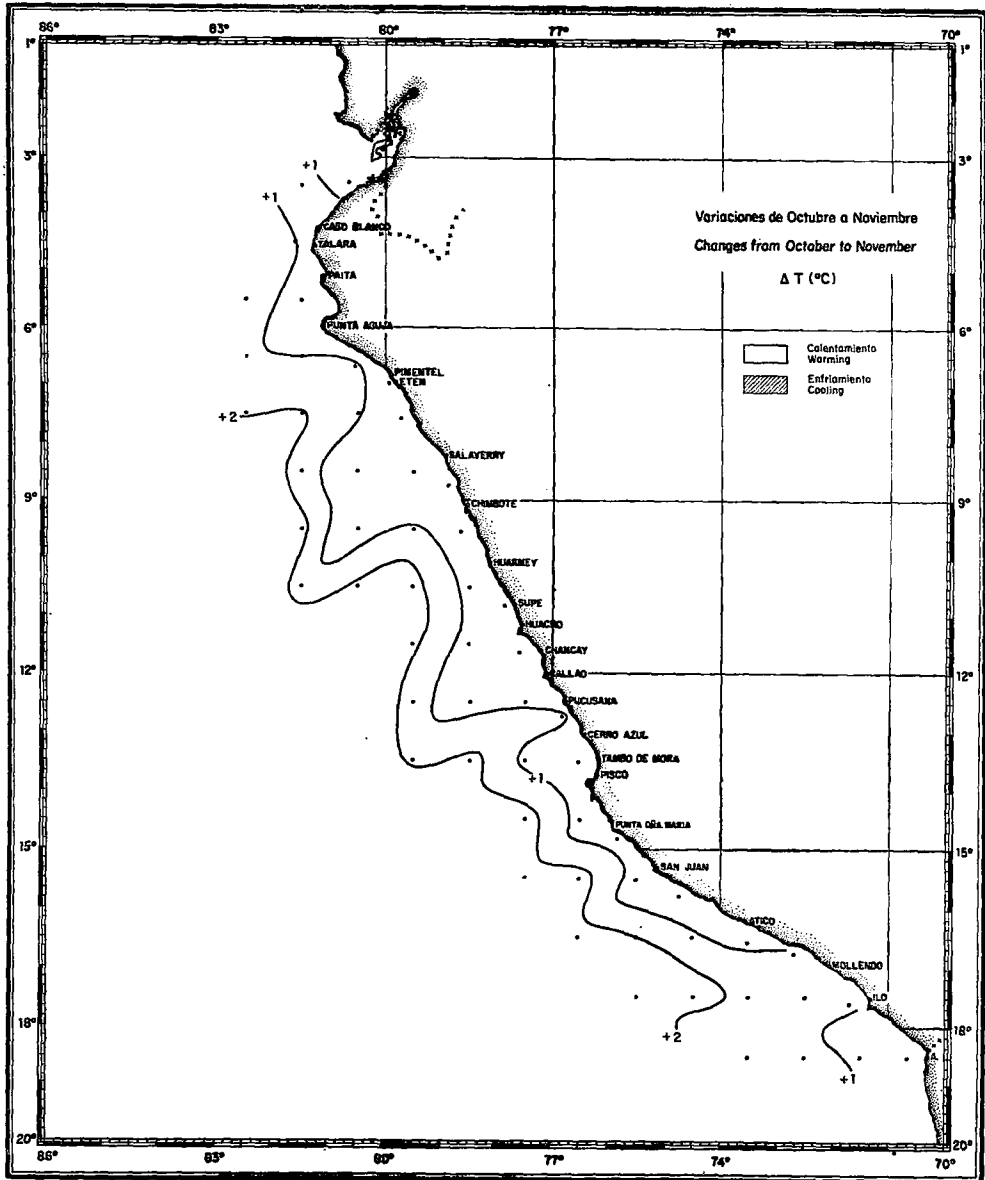 86° 83° 80° 77° 74° 70°
1° 1°
3° 3°
+1
+1
CABO BLANCO
TALARA
PAITA
Variaciones de Octubre a Noviembre
Changes from October to November
Δ T (°C)
6° PUNTA AGUJA 6°
Calentamiento
Warming
Enfriamiento
Cooling
PIMENTEL
ETEN
+2
SALAVERRY
9° CHIMBOTE 9°
HUARMEY
SUPE
HUACHO
CHANCAY
12° CALLAO 12°
PUCUSANA
CERRO AZUL
TAMBO DE MORA
PISCO
+1
PUNTA DÑA MARIA
15° 15°
SAN JUAN
ATICO
MOLLENDO
ILO
18° 18°
+2
+1
20° 20°
86° 83° 80° 77° 74° 70°